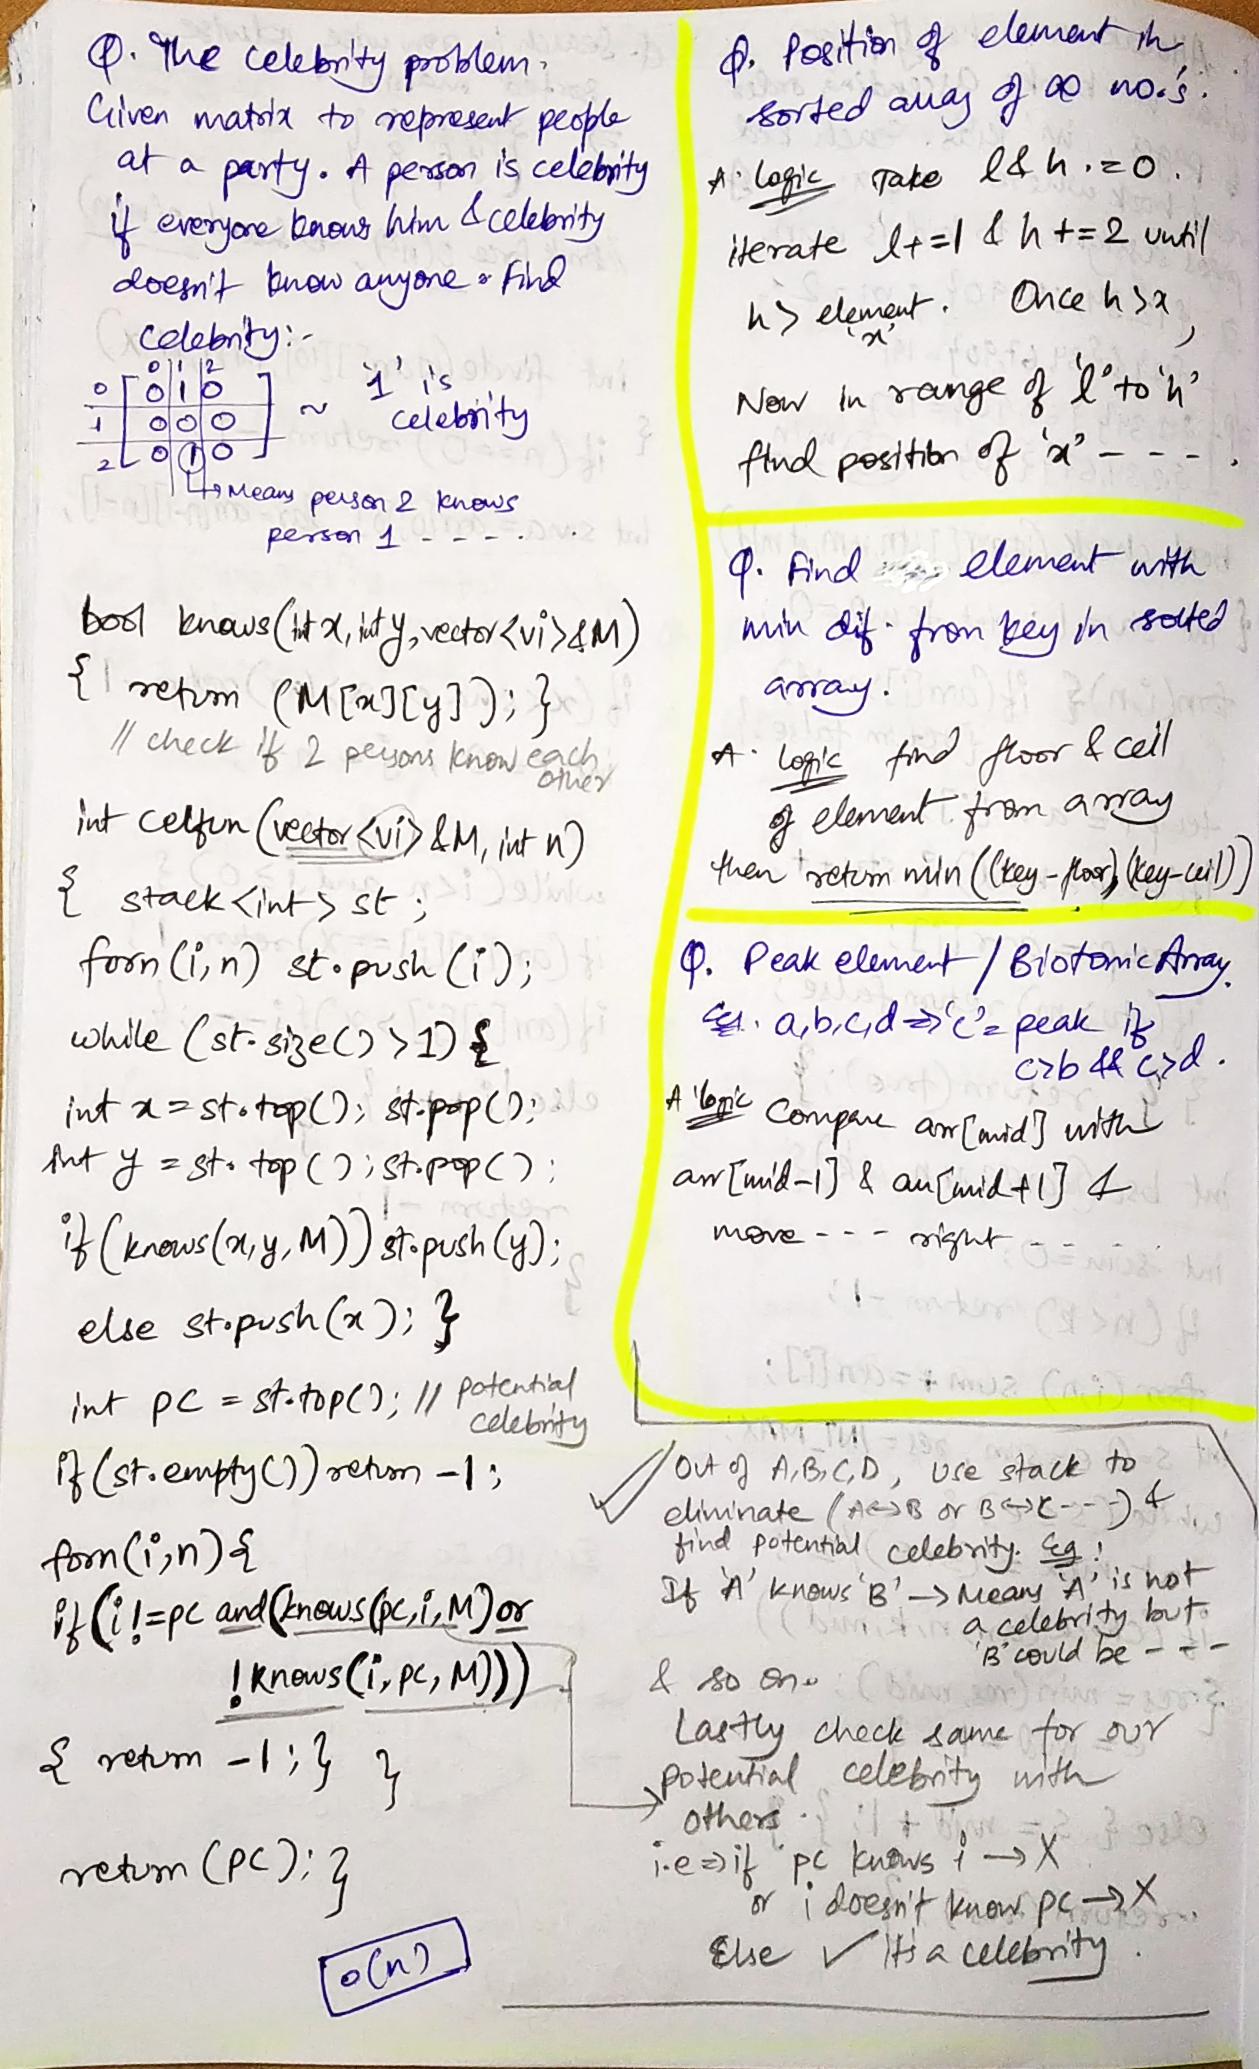 Q. The celebrity problem.
Given matrix to represent people
at a party. A person is celebrity
if everyone knows him & celebrity
doesn't know anyone. Find
celebrity:-
0 1 2
0 [ 0 1 0 ]
1 0 0 0
2 0 1 0
~ '1' is
celebrity
↳ Means person 2 knows
person 1 - - - - .
bool knows(int x, int y, vector<vi>&M)
{ return (M[x][y]); }
// check if 2 persons know each
other
int celfun(vector<vi>&M, int n)
{ stack<int> st;
forn(i,n) st.push(i);
while (st.size()>1) {
int x = st.top(); st.pop();
int y = st.top(); st.pop();
if(knows(x,y,M)) st.push(y);
else st.push(x); }
int pc = st.top(); // potential
celebrity
if(st.empty()) return -1;
forn(i,n){
if(i!=pc and(knows(pc,i,M)or
!knows(i,pc,M)))
{ return -1; } }
return(pc); }
o(n)
Q. Position of element in
sorted array of ∞ no.s.
A. Logic Take l & h = 0.
iterate l+=1 & h+=2 until
h> element. Once h>x,
'x'
Now in range of 'l' to 'h'
find position of 'x' - - - .
Q. Find element with
min dif. from key in sorted
array.
A. Logic find floor & ceil
of element from array
then return min((key-floor),(key-ceil))
Q. Peak element / Biotomic Array.
Eg. a,b,c,d => 'c' = peak if
c>b && c>d.
A logic Compare arr[mid] with
arr[mid-1] & arr[mid+1] &
move - - - right - - - .
✓ Out of A,B,C,D, use stack to
eliminate (A↔B or B↔C - - -) &
find potential celebrity. Eg:
If 'A' knows 'B' → Means 'A' is not
a celebrity but
'B' could be - - -
& so on.
Lastly check same for our
potential celebrity with
others.
i.e => if pc knows i → X
or i doesn't know pc → X
Else ✓ It's a celebrity.